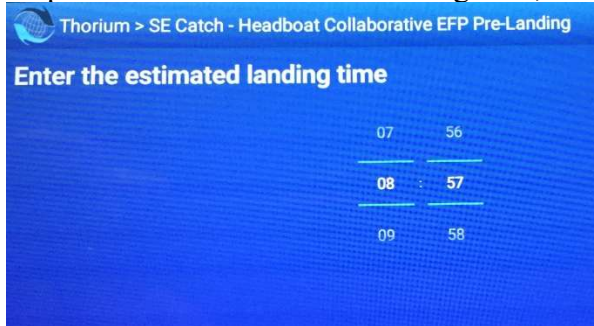 Thorium > SE Catch - Headboat Collaborative EFP Pre-Landing
Enter the estimated landing time
07 56
08 : 57
09 58